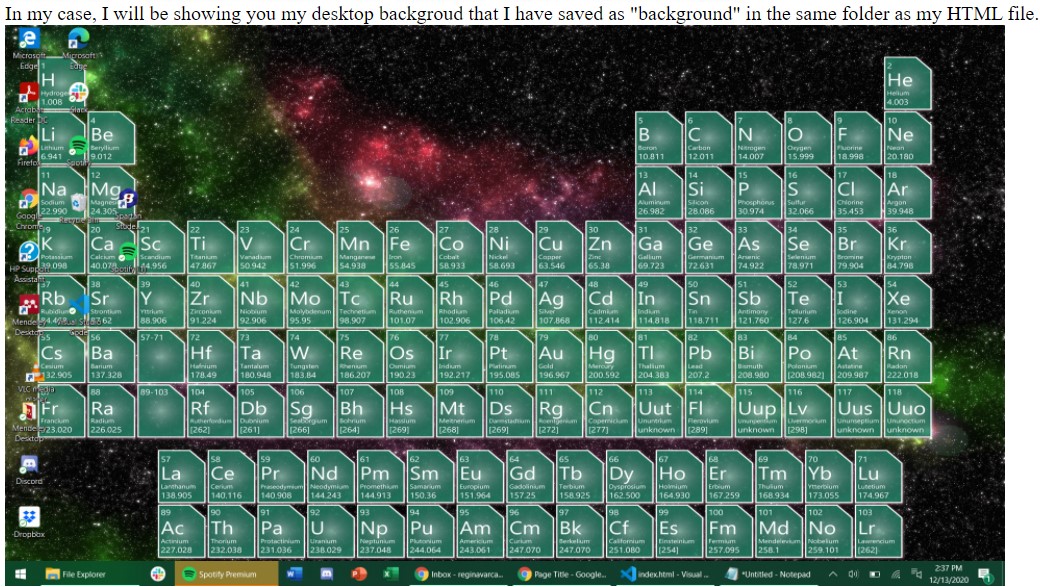 In my case, I will be showing you my desktop backgroud that I have saved as "background" in the same folder as my HTML file.
Microsoft Edge
Microsoft Edge
1 H Hydrogen 1.008
2 He Helium 4.003
Acrobat Reader DC
Slack
Li Lithium 6.941
4 Be Beryllium 9.012
5 B Boron 10.811
6 C Carbon 12.011
7 N Nitrogen 14.007
8 O Oxygen 15.999
9 F Fluorine 18.998
10 Ne Neon 20.180
Firefox
Spotify
11 Na Sodium 22.990
12 Mg 24.305
13 Al Aluminum 26.982
14 Si Silicon 28.086
15 P Phosphorus 30.974
16 S Sulfur 32.066
17 Cl Chlorine 35.453
18 Ar Argon 39.948
Google Chrome
19 K Potassium 39.098
20 Ca Calcium 40.078
21 Sc Scandium 44.956
22 Ti Titanium 47.867
23 V Vanadium 50.942
24 Cr Chromium 51.996
25 Mn Manganese 54.938
26 Fe Iron 55.845
27 Co Cobalt 58.933
28 Ni Nickel 58.693
29 Cu Copper 63.546
30 Zn Zinc 65.38
31 Ga Gallium 69.723
32 Ge Germanium 72.631
33 As Arsenic 74.922
34 Se Selenium 78.971
35 Br Bromine 79.904
36 Kr Krypton 84.798
HP Support Assistant
37 Rb Rubidium
38 Sr Strontium
39 Y Yttrium 88.906
40 Zr Zirconium 91.224
41 Nb Niobium 92.906
42 Mo Molybdenum 95.95
43 Tc Technetium 98.907
44 Ru Ruthenium 101.07
45 Rh Rhodium 102.906
46 Pd Palladium 106.42
47 Ag Silver 107.868
48 Cd Cadmium 112.414
49 In Indium 114.818
50 Sn Tin 118.711
51 Sb Antimony 121.760
52 Te Tellurium 127.6
53 I Iodine 126.904
54 Xe Xenon 131.294
Mendeley Desktop
Visual Studio Code
55 Cs Cesium 132.905
56 Ba Barium 137.328
57-71
72 Hf Hafnium 178.49
73 Ta Tantalum 180.948
74 W Tungsten 183.84
75 Re Rhenium 186.207
76 Os Osmium 190.23
77 Ir Iridium 192.217
78 Pt Platinum 195.085
79 Au Gold 196.967
80 Hg Mercury 200.592
81 Tl Thallium 204.383
82 Pb Lead 207.2
83 Bi Bismuth 208.980
84 Po Polonium [208.982]
85 At Astatine 209.987
86 Rn Radon 222.018
VLC media
Fr Francium 223.020
88 Ra Radium 226.025
89-103
104 Rf Rutherfordium [262]
105 Db Dubnium [261]
106 Sg Seaborgium [266]
107 Bh Bohrium [264]
108 Hs Hassium [269]
109 Mt Meitnerium [268]
110 Ds Darmstadtium [269]
111 Rg Roentgenium [272]
112 Cn Copernicium [277]
113 Uut Ununtrium unknown
114 Fl Flerovium [289]
115 Uup Ununpentium unknown
116 Lv Livermorium [298]
117 Uus Ununseptium unknown
118 Uuo Ununoctium unknown
Mendeley Desktop
57 La Lanthanum 138.905
58 Ce Cerium 140.116
59 Pr Praseodymium 140.908
60 Nd Neodymium 144.243
61 Pm Promethium 144.913
62 Sm Samarium 150.36
63 Eu Europium 151.964
64 Gd Gadolinium 157.25
65 Tb Terbium 158.925
66 Dy Dysprosium 162.500
67 Ho Holmium 164.930
68 Er Erbium 167.259
69 Tm Thulium 168.934
70 Yb Ytterbium 173.055
71 Lu Lutetium 174.967
Discord
89 Ac Actinium 227.028
90 Th Thorium 232.038
91 Pa Protactinium 231.036
92 U Uranium 238.029
93 Np Neptunium 237.048
94 Pu Plutonium 244.064
95 Am Americium 243.061
96 Cm Curium 247.070
97 Bk Berkelium 247.070
98 Cf Californium 251.080
99 Es Einsteinium [254]
100 Fm Fermium 257.095
101 Md Mendelevium 258.1
102 No Nobelium 259.101
103 Lr Lawrencium [262]
Dropbox
File Explorer
Spotify Premium
Inbox - reginavarca...
Page Title - Google...
index.html - Visual ...
*Untitled - Notepad
2:37 PM
12/13/2020